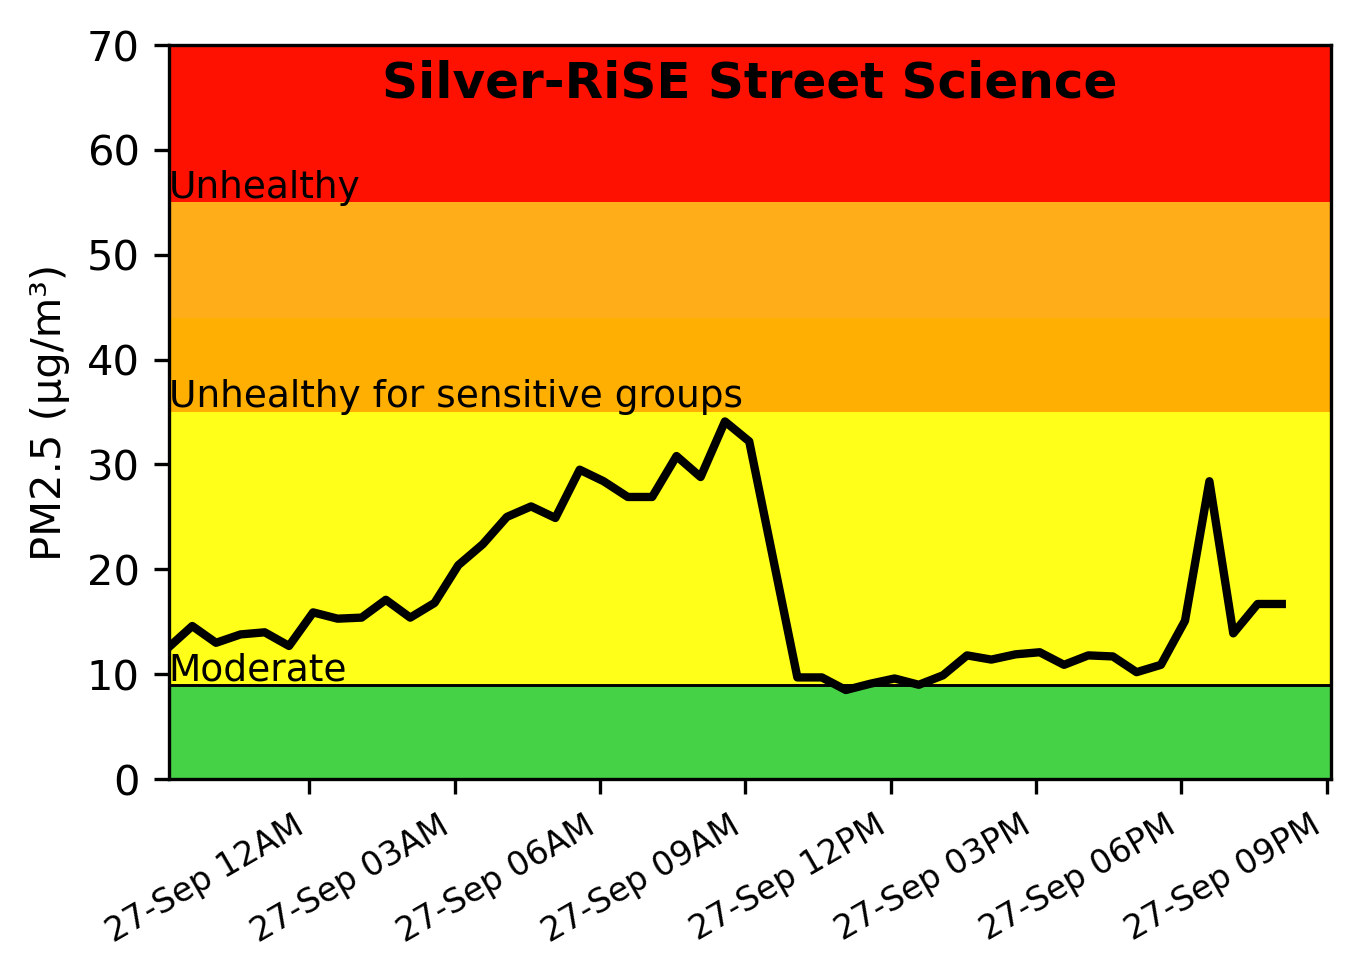 Silver-RiSE Street Science
70
60
50
40
30
20
10
0
PM2.5 (µg/m³)
Unhealthy
Unhealthy for sensitive groups
Moderate
27-Sep 12AM
27-Sep 03AM
27-Sep 06AM
27-Sep 09AM
27-Sep 12PM
27-Sep 03PM
27-Sep 06PM
27-Sep 09PM